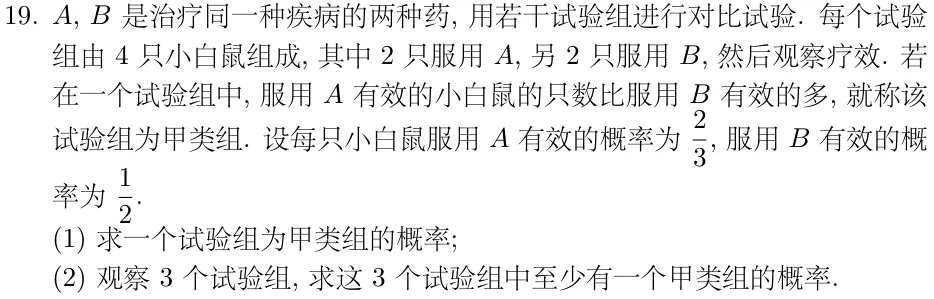 19. A, B 是治疗同一种疾病的两种药, 用若干试验组进行对比试验. 每个试验
组由 4 只小白鼠组成, 其中 2 只服用 A, 另 2 只服用 B, 然后观察疗效. 若
在一个试验组中, 服用 A 有效的小白鼠的只数比服用 B 有效的多, 就称该
试验组为甲类组. 设每只小白鼠服用 A 有效的概率为 2/3, 服用 B 有效的概
率为 1/2.
(1) 求一个试验组为甲类组的概率;
(2) 观察 3 个试验组, 求这 3 个试验组中至少有一个甲类组的概率.